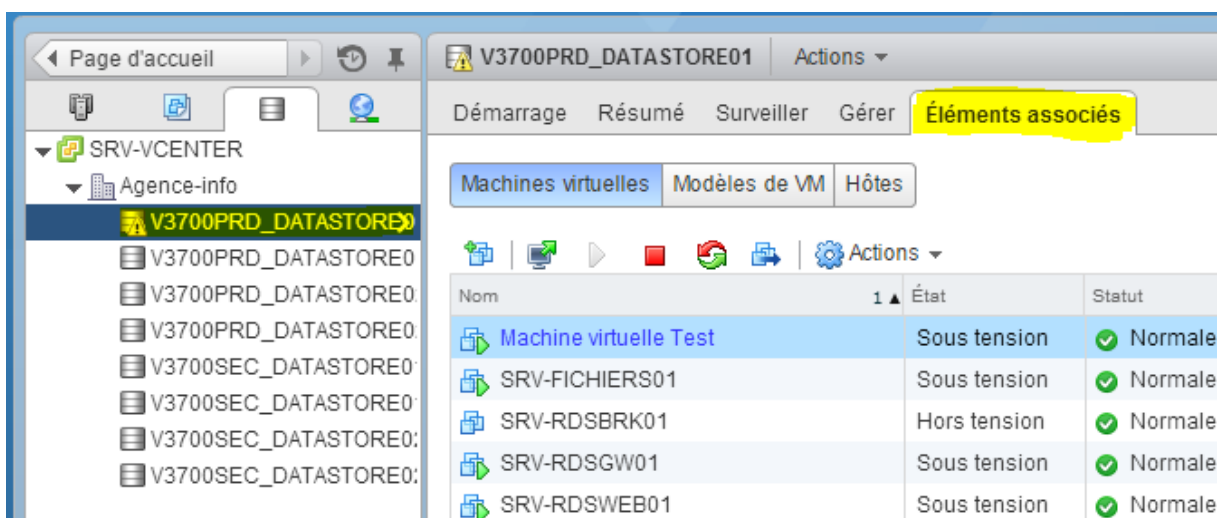 Page d'accueil
V3700PRD_DATASTORE01 Actions
Démarrage Résumé Surveiller Gérer Éléments associés
SRV-VCENTER
Agence-info
V3700PRD_DATASTORE0
V3700PRD_DATASTORE0
V3700PRD_DATASTORE0
V3700PRD_DATASTORE0
V3700SEC_DATASTORE0
V3700SEC_DATASTORE0
V3700SEC_DATASTORE0
V3700SEC_DATASTORE0
Machines virtuelles Modèles de VM Hôtes
Actions
Nom 1 ▲ État Statut
Machine virtuelle Test Sous tension Normale
SRV-FICHIERS01 Sous tension Normale
SRV-RDSBRK01 Hors tension Normale
SRV-RDSGW01 Sous tension Normale
SRV-RDSWEB01 Sous tension Normale